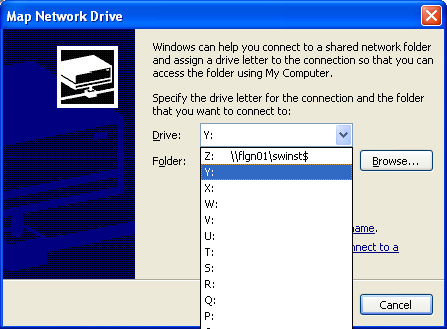 Map Network Drive
Windows can help you connect to a shared network folder
and assign a drive letter to the connection so that you can
access the folder using My Computer.
Specify the drive letter for the connection and the folder
that you want to connect to:
Drive: Y:
Folder: Z: \\flgn01\swinst$ Browse...
Y:
X:
W:
V:
name.
U:
T: nnect to a
S:
R:
Q: Cancel
P: